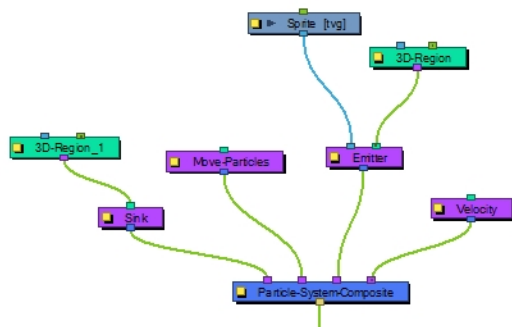 Sprite [tvg]
3D-Region
3D-Region_1
Move-Particles
Emitter
Sink
Velocity
Particle-System-Composite